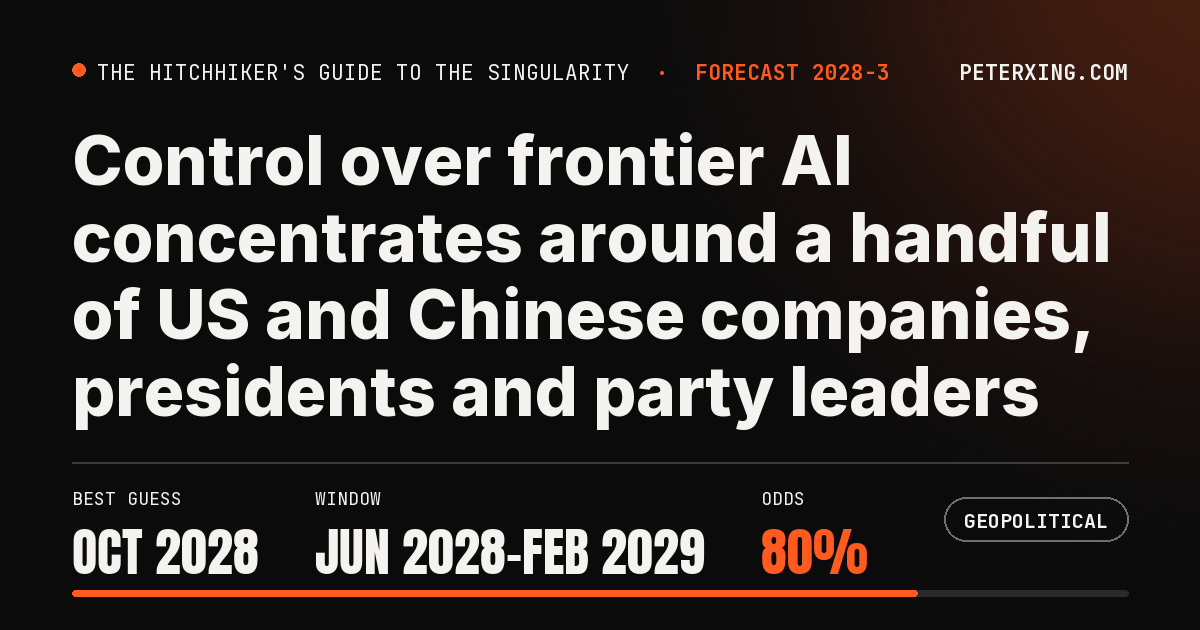 THE HITCHHIKER'S GUIDE TO THE SINGULARITY · FORECAST 2028-3 PETERXING.COM
Control over frontier AI
concentrates around a handful
of US and Chinese companies,
presidents and party leaders
BEST GUESS WINDOW ODDS
OCT 2028 JUN 2028-FEB 2029 80%
GEOPOLITICAL